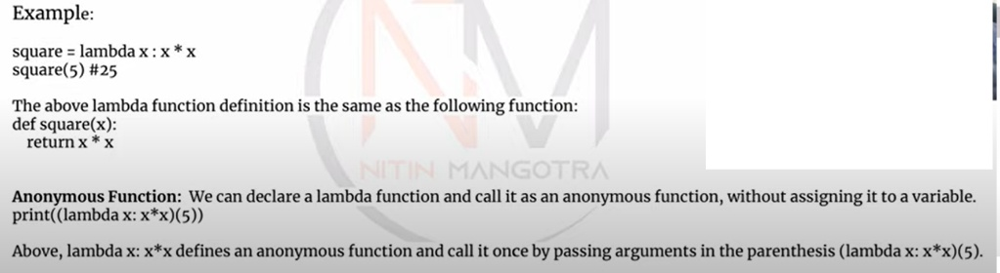 Example:
square = lambda x : x * x
square(5) #25
The above lambda function definition is the same as the following function:
def square(x):
return x * x
NITIN MANGOTRA
Anonymous Function: We can declare a lambda function and call it as an anonymous function, without assigning it to a variable.
print((lambda x: x*x)(5))
Above, lambda x: x*x defines an anonymous function and call it once by passing arguments in the parenthesis (lambda x: x*x)(5).